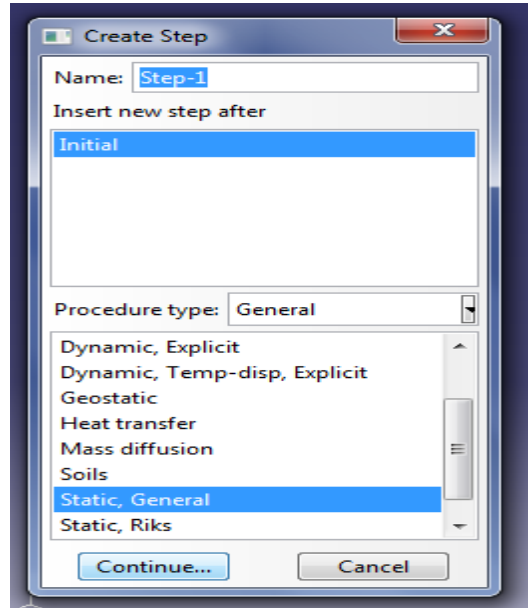 Create Step
Name: Step-1
Insert new step after
Initial
Procedure type: General
Dynamic, Explicit
Dynamic, Temp-disp, Explicit
Geostatic
Heat transfer
Mass diffusion
Soils
Static, General
Static, Riks
Continue... Cancel